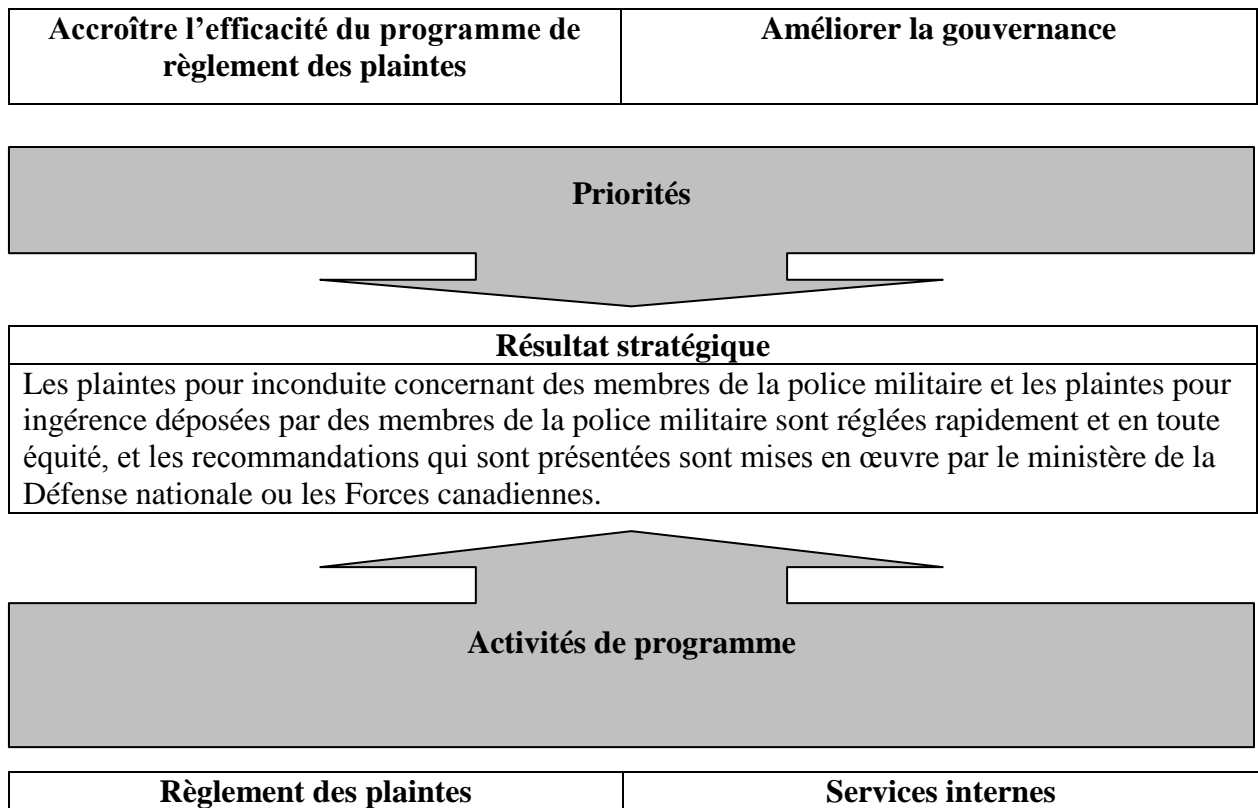 Accroître l'efficacité du programme de
règlement des plaintes
Améliorer la gouvernance
Priorités
Résultat stratégique
Les plaintes pour inconduite concernant des membres de la police militaire et les plaintes pour
ingérence déposées par des membres de la police militaire sont réglées rapidement et en toute
équité, et les recommandations qui sont présentées sont mises en œuvre par le ministère de la
Défense nationale ou les Forces canadiennes.
Activités de programme
Règlement des plaintes
Services internes